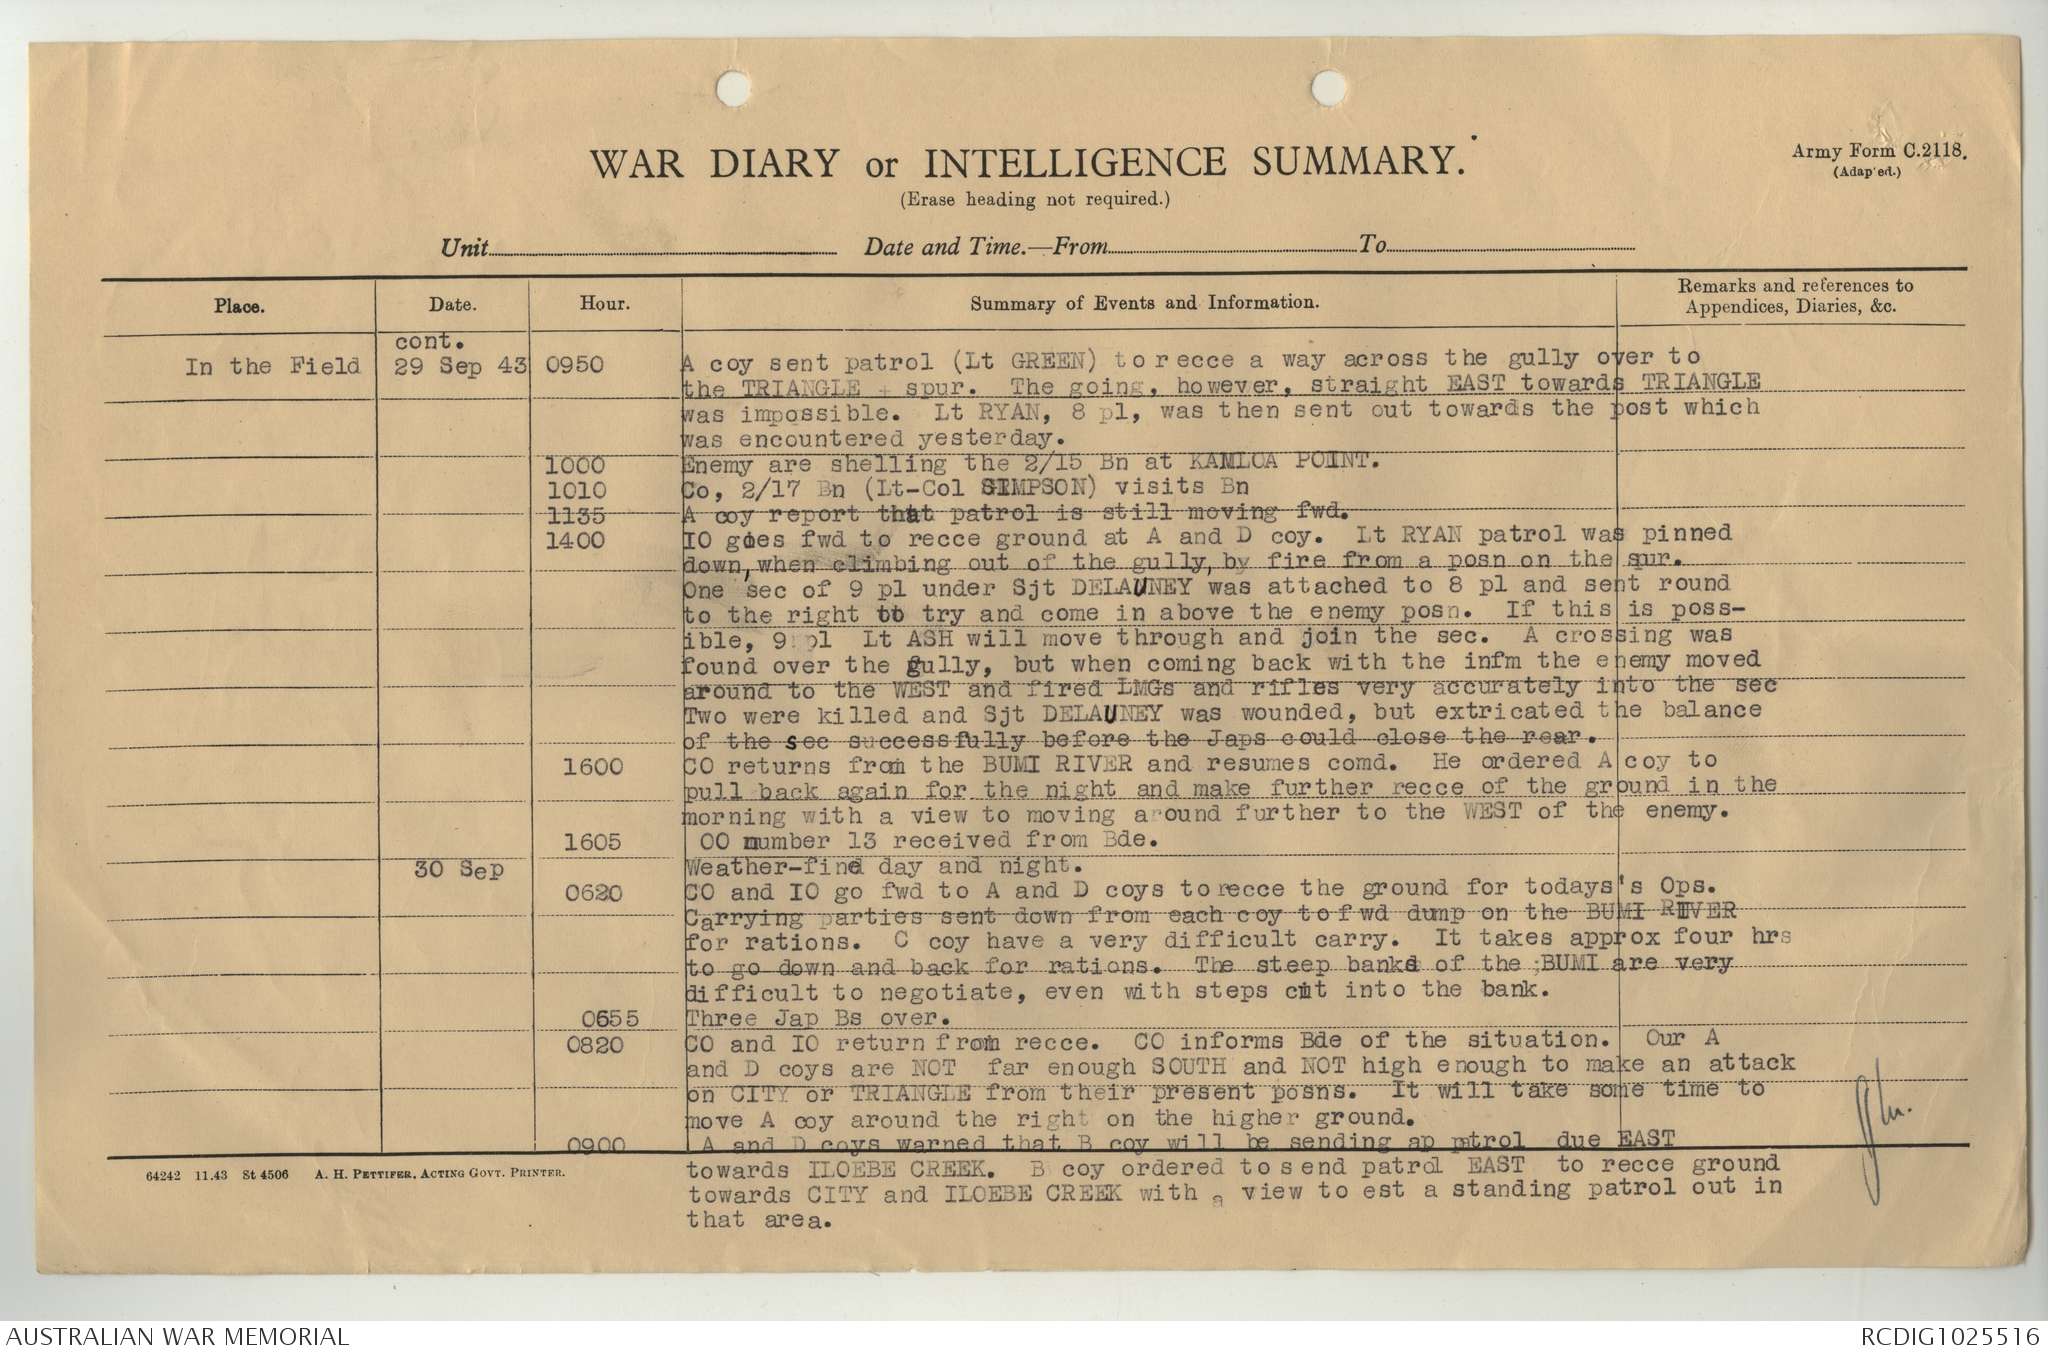 WAR DIARY or INTELLIGENCE SUMMARY.
(Erase heading not required.)
Army Form C.2118.
(Adap'ed.)
Unit Date and Time.—From To
Place. Date. Hour. Summary of Events and Information. Remarks and references to Appendices, Diaries, &c.
cont.
In the Field 29 Sep 43 0950 A coy sent patrol (Lt GREEN) to recce a way across the gully over to
the TRIANGLE + spur. The going, however, straight EAST towards TRIANGLE
was impossible. Lt RYAN, 8 pl, was then sent out towards the post which
was encountered yesterday.
1000 Enemy are shelling the 2/15 Bn at KAMLOA POINT.
1010 Co, 2/17 Bn (Lt-Col SIMPSON) visits Bn
1135 A coy report that patrol is still moving fwd.
1400 IO goes fwd to recce ground at A and D coy. Lt RYAN patrol was pinned
down, when climbing out of the gully, by fire from a posn on the spur.
One sec of 9 pl under Sjt DELAUNEY was attached to 8 pl and sent round
to the right to try and come in above the enemy posn. If this is poss-
ible, 9 pl Lt ASH will move through and join the sec. A crossing was
found over the gully, but when coming back with the infm the enemy moved
around to the WEST and fired LMGs and rifles very accurately into the sec
Two were killed and Sjt DELAUNEY was wounded, but extricated the balance
of the sec successfully before the Japs could close the rear.
1600 CO returns from the BUMI RIVER and resumes comd. He ordered A coy to
pull back again for the night and make further recce of the ground in the
morning with a view to moving around further to the WEST of the enemy.
1605 OO number 13 received from Bde.
30 Sep Weather-fine day and night.
0620 CO and IO go fwd to A and D coys to recce the ground for todays's Ops.
Carrying parties sent down from each coy to fwd dump on the BUMI RIVER
for rations. C coy have a very difficult carry. It takes approx four hrs
to go down and back for rations. The steep banks of the BUMI are very
difficult to negotiate, even with steps cut into the bank.
0655 Three Jap Bs over.
0820 CO and IO return from recce. CO informs Bde of the situation. Our A
and D coys are NOT far enough SOUTH and NOT high enough to make an attack
on CITY or TRIANGLE from their present posns. It will take some time to
move A coy around the right on the higher ground.
0900 A and D coys warned that B coy will be sending ap patrol due EAST
towards ILOEBE CREEK. B coy ordered to send patrol EAST to recce ground
towards CITY and ILOEBE CREEK with a view to est a standing patrol out in
that area.
64242 11.43 St 4506 A. H. PETTIFER, ACTING GOVT. PRINTER.
AUSTRALIAN WAR MEMORIAL RCDIG1025516